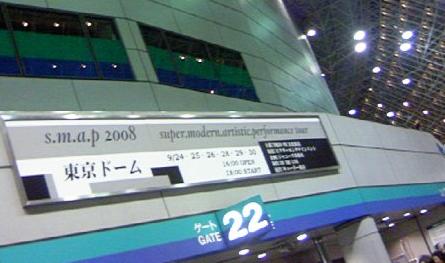 s.m.a.p 2008 super.modern.artistic.performance tour
東京ドーム
9/24・25・26・28・29・30
16:00 OPEN
18:00 START
ゲート 22
GATE